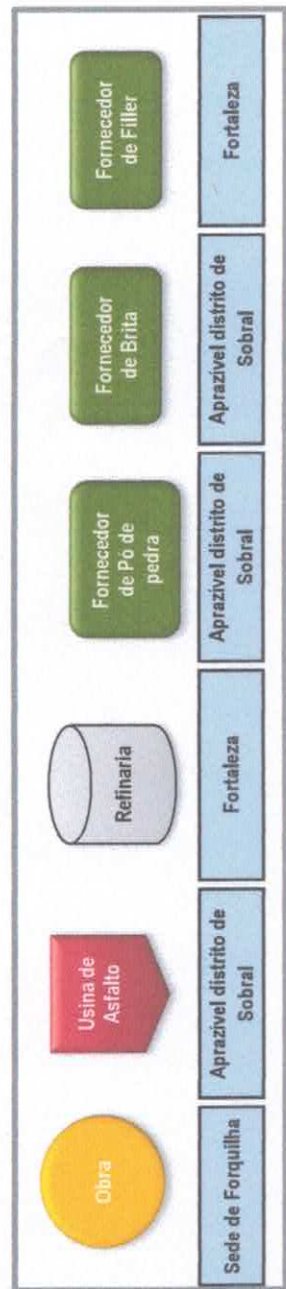 Obra
Usina de
Asfalto
Refinaria
Fornecedor
de Pó de
pedra
Fornecedor
de Brita
Fornecedor
de Filler
Sede de Forquilha
Aprazível distrito de
Sobral
Fortaleza
Aprazível distrito de
Sobral
Aprazível distrito de
Sobral
Fortaleza